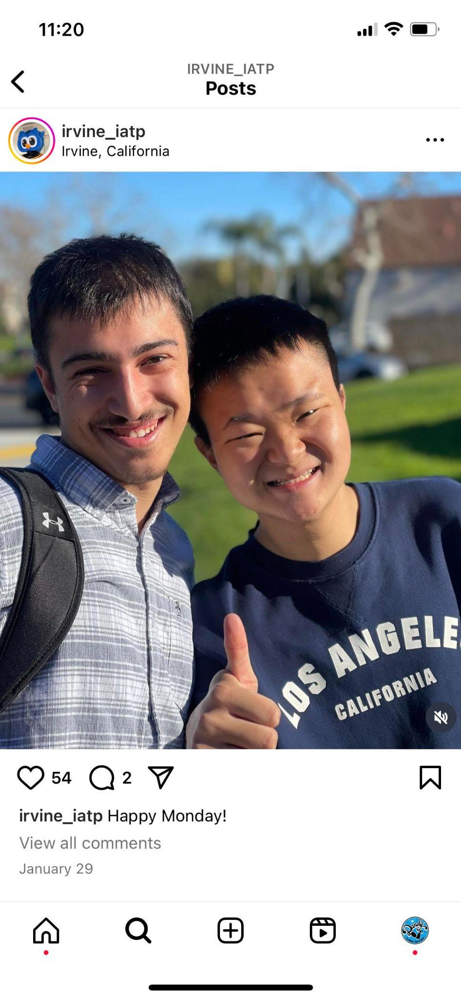 11:20
IRVINE_IATP
Posts
irvine_iatp
Irvine, California
LOS ANGELE
CALIFORNIA
54
2
irvine_iatp Happy Monday!
View all comments
January 29
Dandy